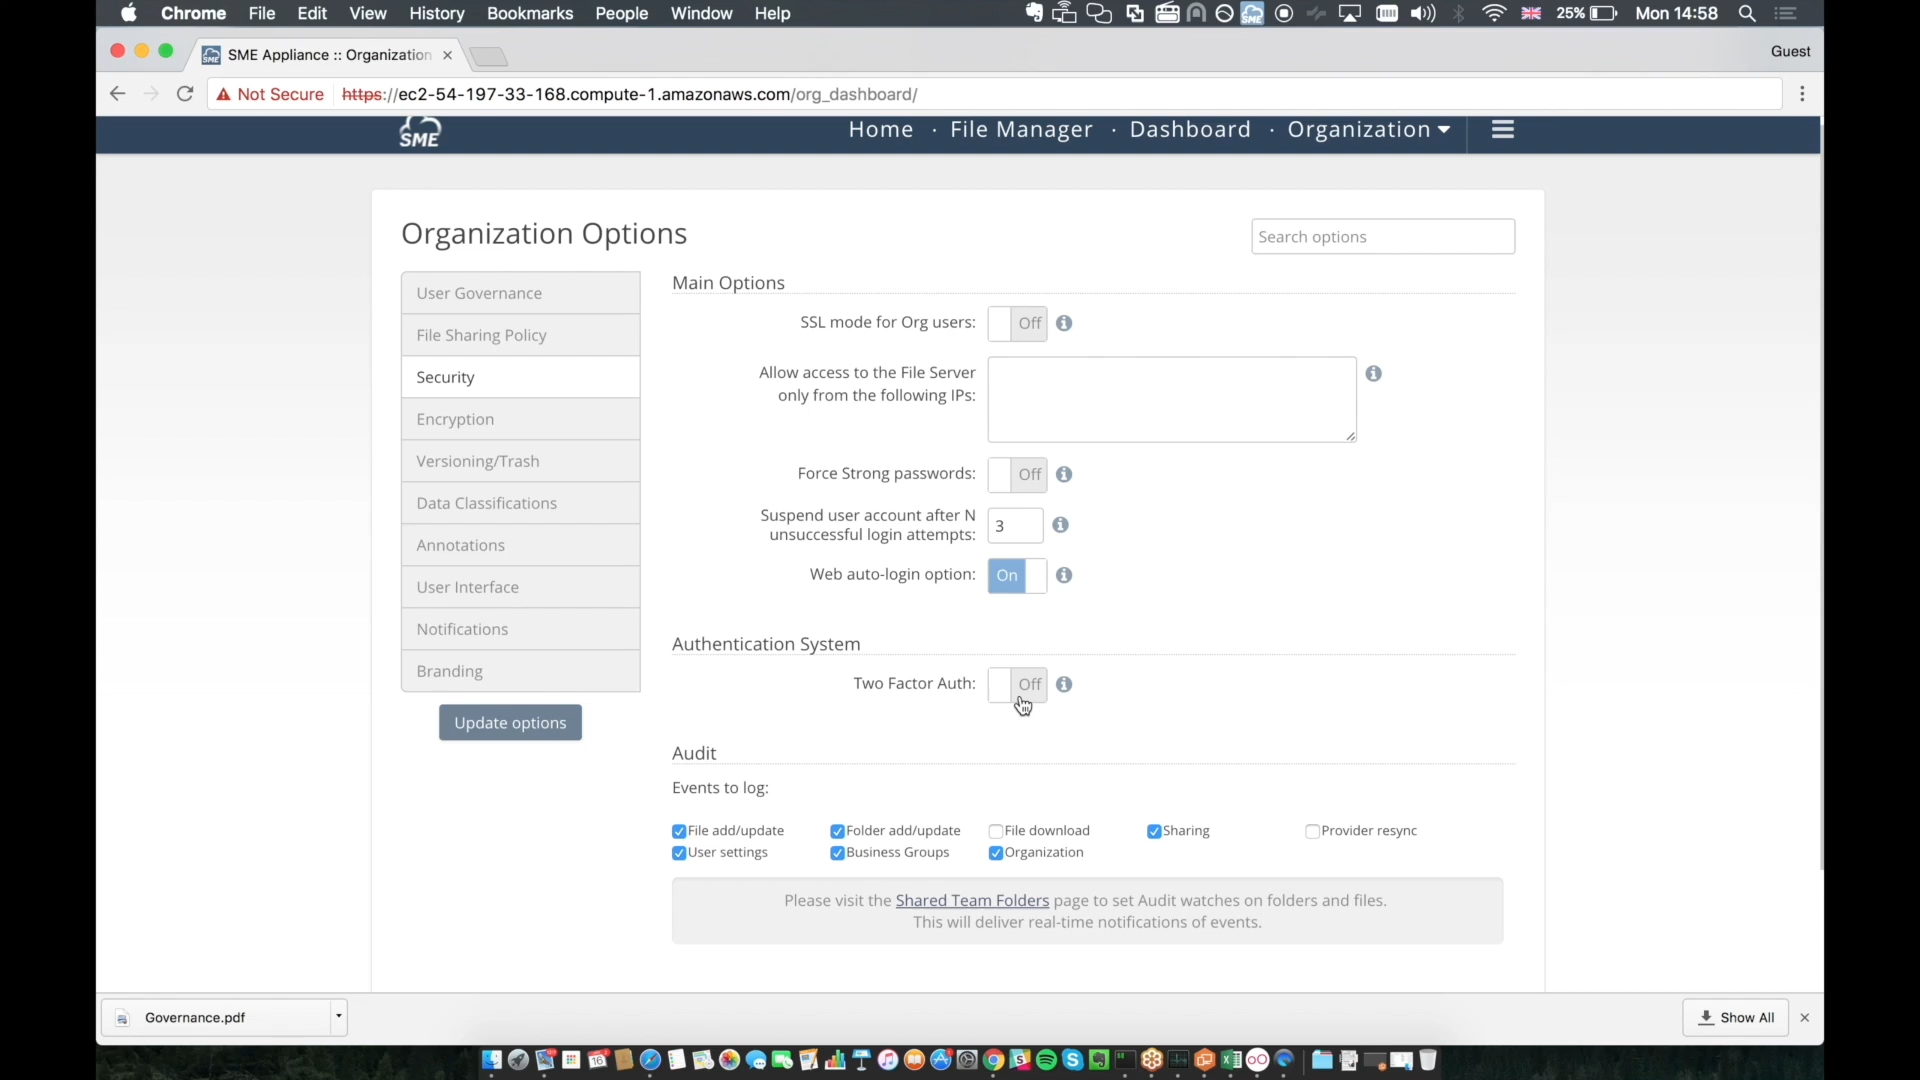 Chrome File Edit View History Bookmarks People Window Help 25% Mon 14:58
SME Appliance :: Organization Guest
Not Secure https://ec2-54-197-33-168.compute-1.amazonaws.com/org_dashboard/
SME Home · File Manager · Dashboard · Organization
Organization Options
Search options
User Governance
File Sharing Policy
Security
Encryption
Versioning/Trash
Data Classifications
Annotations
User Interface
Notifications
Branding
Update options
Main Options
SSL mode for Org users: Off
Allow access to the File Server
only from the following IPs:
Force Strong passwords: Off
Suspend user account after N
unsuccessful login attempts: 3
Web auto-login option: On
Authentication System
Two Factor Auth: Off
Audit
Events to log:
File add/update Folder add/update File download Sharing Provider resync
User settings Business Groups Organization
Please visit the Shared Team Folders page to set Audit watches on folders and files.
This will deliver real-time notifications of events.
Governance.pdf Show All